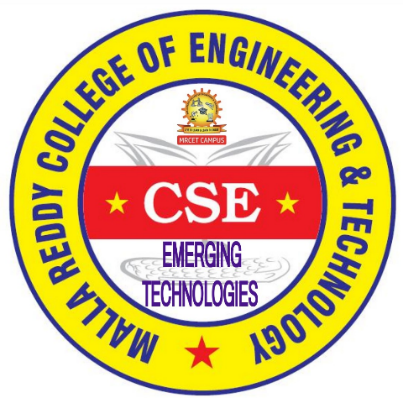 MALLA REDDY COLLEGE OF ENGINEERING & TECHNOLOGY
MRCET CAMPUS
CSE
EMERGING
TECHNOLOGIES